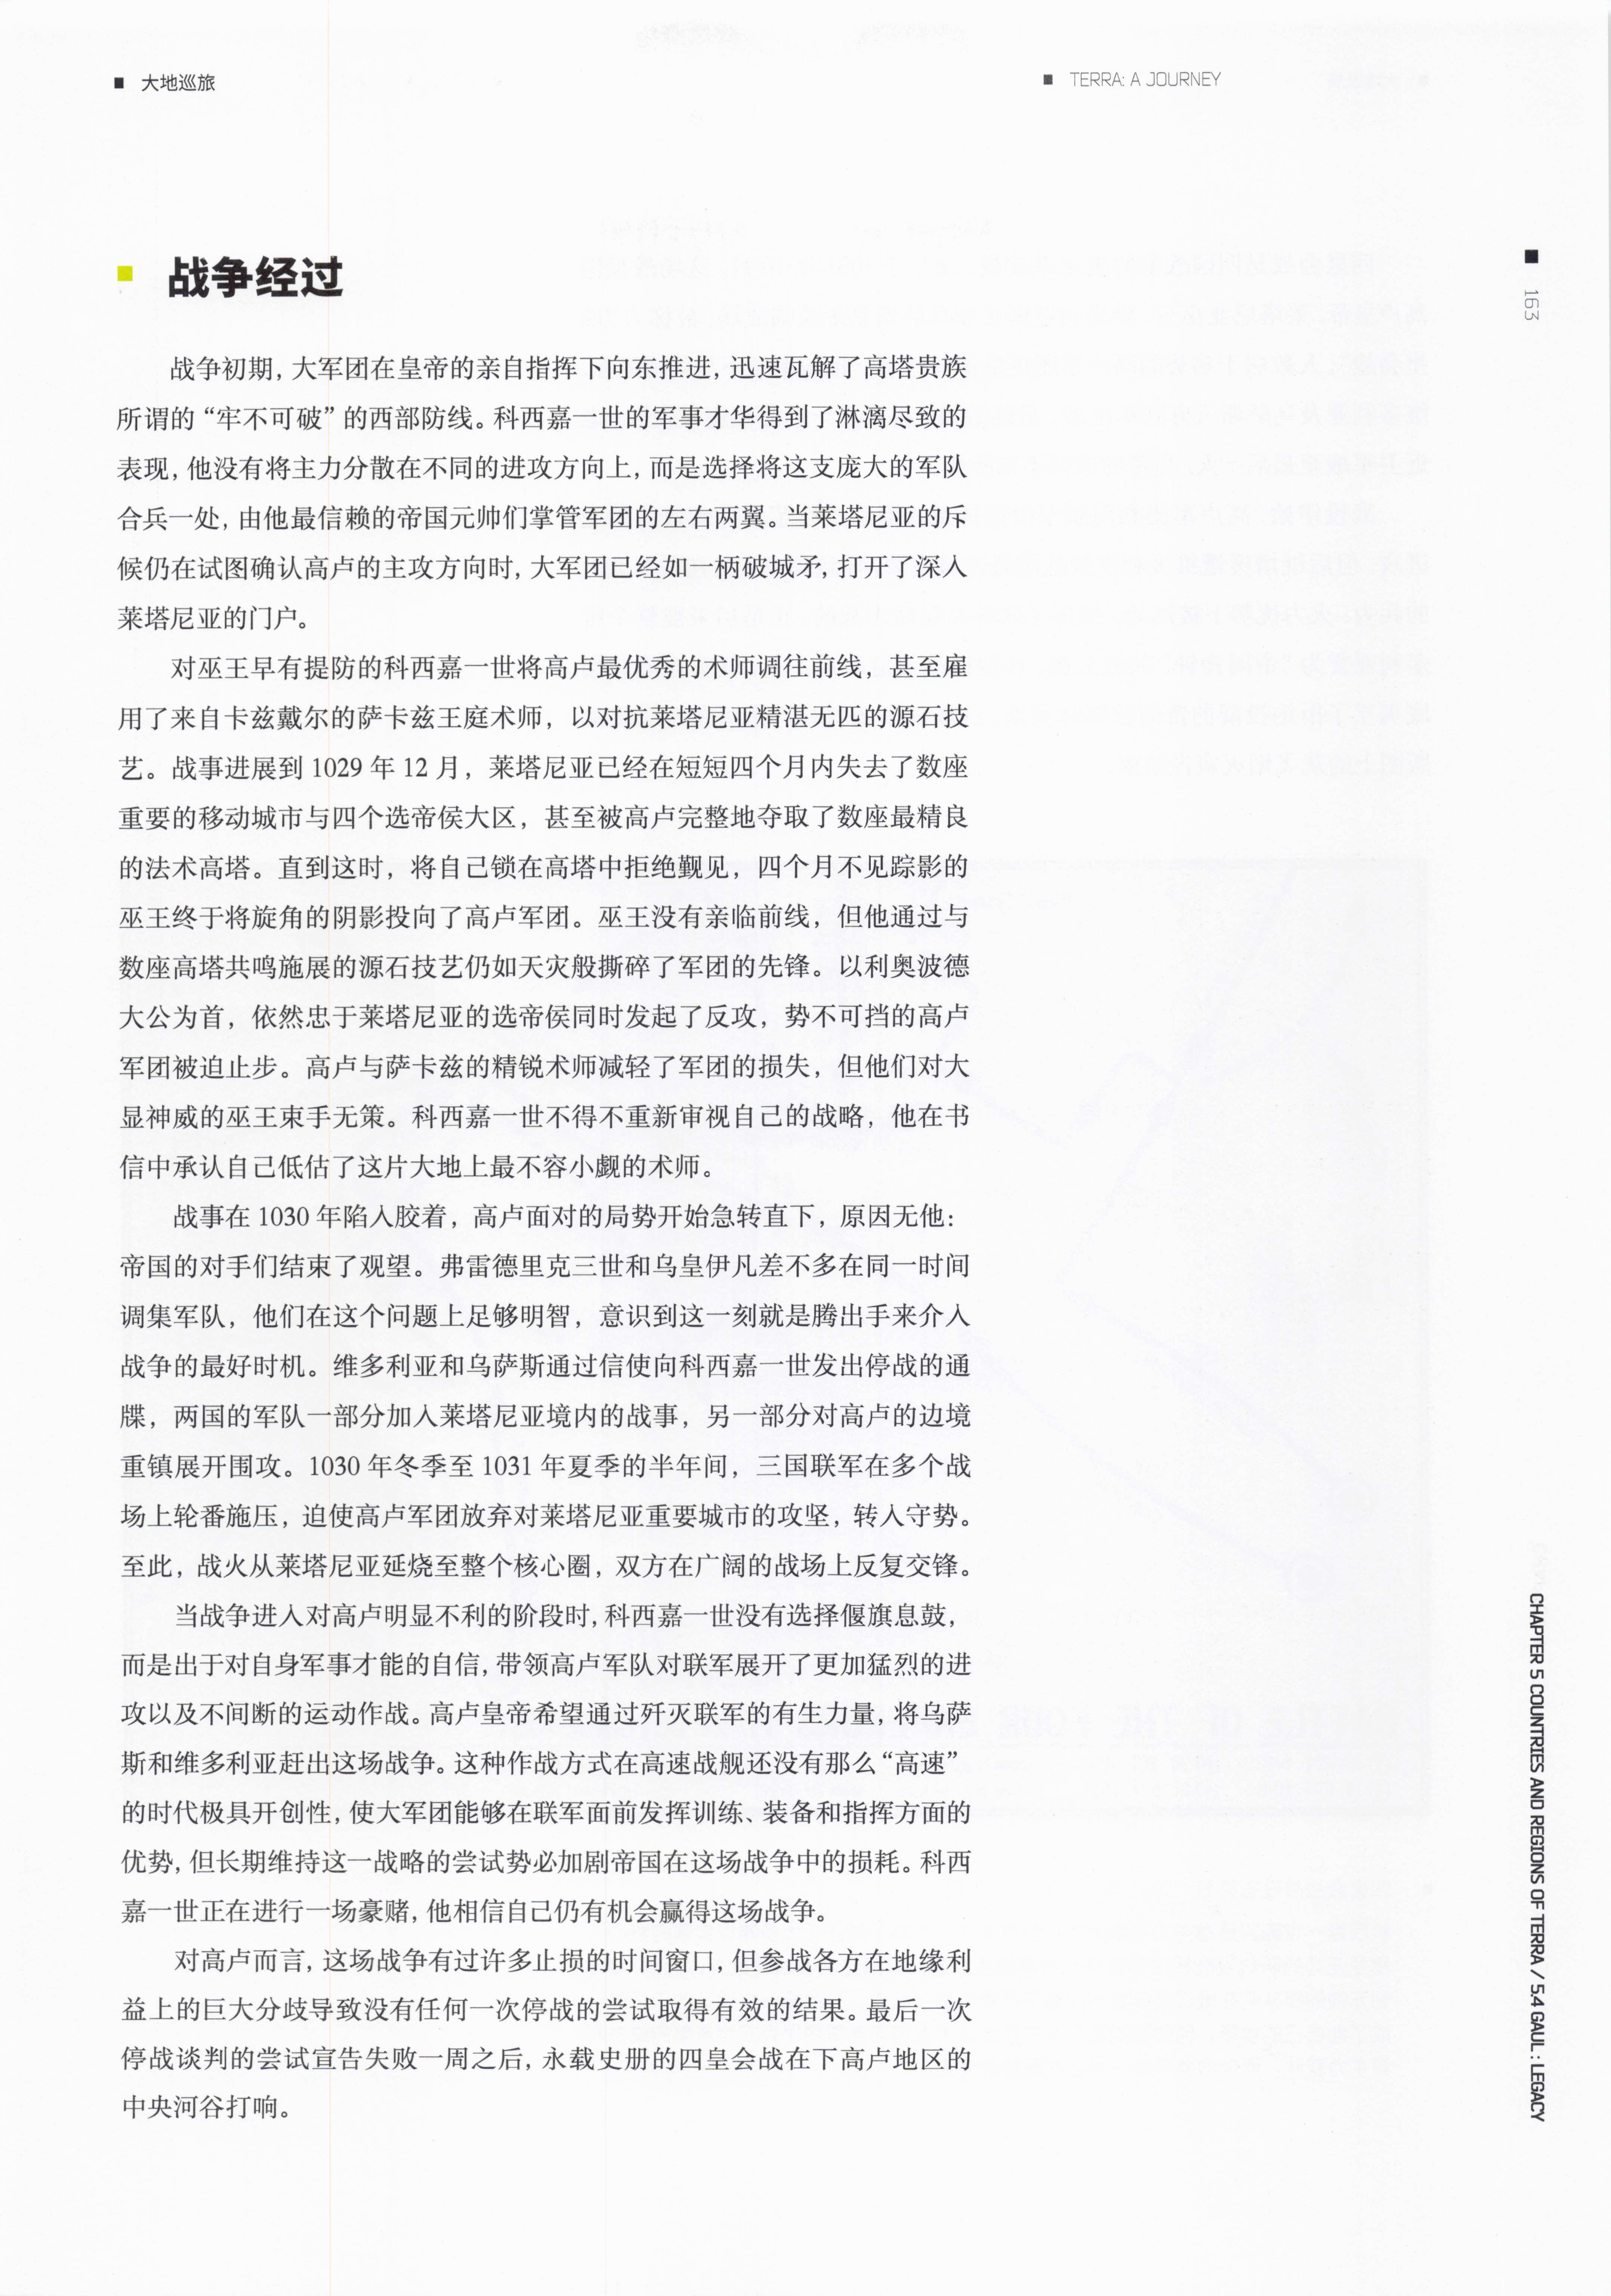 大地巡旅
TERRA: A JOURNEY
163
战争经过
战争初期,大军团在皇帝的亲自指挥下向东推进,迅速瓦解了高塔贵族
所谓的“牢不可破”的西部防线。科西嘉一世的军事才华得到了淋漓尽致的
表现,他没有将主力分散在不同的进攻方向上,而是选择将这支庞大的军队
合兵一处,由他最信赖的帝国元帅们掌管军团的左右两翼。当莱塔尼亚的斥
候仍在试图确认高卢的主攻方向时,大军团已经如一柄破城矛,打开了深入
莱塔尼亚的门户。
对巫王早有提防的科西嘉一世将高卢最优秀的术师调往前线，甚至雇
用了来自卡兹戴尔的萨卡兹王庭术师，以对抗莱塔尼亚精湛无匹的源石技
艺。战事进展到 1029 年 12 月，莱塔尼亚已经在短短四个月内失去了数座
重要的移动城市与四个选帝侯大区，甚至被高卢完整地夺取了数座最精良
的法术高塔。直到这时，将自己锁在高塔中拒绝觐见，四个月不见踪影的
巫王终于将旋角的阴影投向了高卢军团。巫王没有亲临前线，但他通过与
数座高塔共鸣施展的源石技艺仍如天灾般撕碎了军团的先锋。以利奥波德
大公为首，依然忠于莱塔尼亚的选帝侯同时发起了反攻，势不可挡的高卢
军团被迫止步。高卢与萨卡兹的精锐术师减轻了军团的损失，但他们对大
显神威的巫王束手无策。科西嘉一世不得不重新审视自己的战略，他在书
信中承认自己低估了这片大地上最不容小觑的术师。
战事在 1030 年陷入胶着，高卢面对的局势开始急转直下，原因无他：
帝国的对手们结束了观望。弗雷德里克三世和乌皇伊凡差不多在同一时间
调集军队，他们在这个问题上足够明智，意识到这一刻就是腾出手来介入
战争的最好时机。维多利亚和乌萨斯通过信使向科西嘉一世发出停战的通
牒，两国的军队一部分加入莱塔尼亚境内的战事，另一部分对高卢的边境
重镇展开围攻。1030 年冬季至 1031 年夏季的半年间，三国联军在多个战
场上轮番施压，迫使高卢军团放弃对莱塔尼亚重要城市的攻坚，转入守势。
至此，战火从莱塔尼亚延烧至整个核心圈，双方在广阔的战场上反复交锋。
当战争进入对高卢明显不利的阶段时,科西嘉一世没有选择偃旗息鼓,
而是出于对自身军事才能的自信,带领高卢军队对联军展开了更加猛烈的进
攻以及不间断的运动作战。高卢皇帝希望通过歼灭联军的有生力量,将乌萨
斯和维多利亚赶出这场战争。这种作战方式在高速战舰还没有那么“高速”
的时代极具开创性,使大军团能够在联军面前发挥训练、装备和指挥方面的
优势,但长期维持这一战略的尝试势必加剧帝国在这场战争中的损耗。科西
嘉一世正在进行一场豪赌,他相信自己仍有机会赢得这场战争。
对高卢而言,这场战争有过许多止损的时间窗口,但参战各方在地缘利
益上的巨大分歧导致没有任何一次停战的尝试取得有效的结果。最后一次
停战谈判的尝试宣告失败一周之后,永载史册的四皇会战在下高卢地区的
中央河谷打响。
CHAPTER 5 COUNTRIES AND REGIONS OF TERRA / 5.4 GAUL : LEGACY